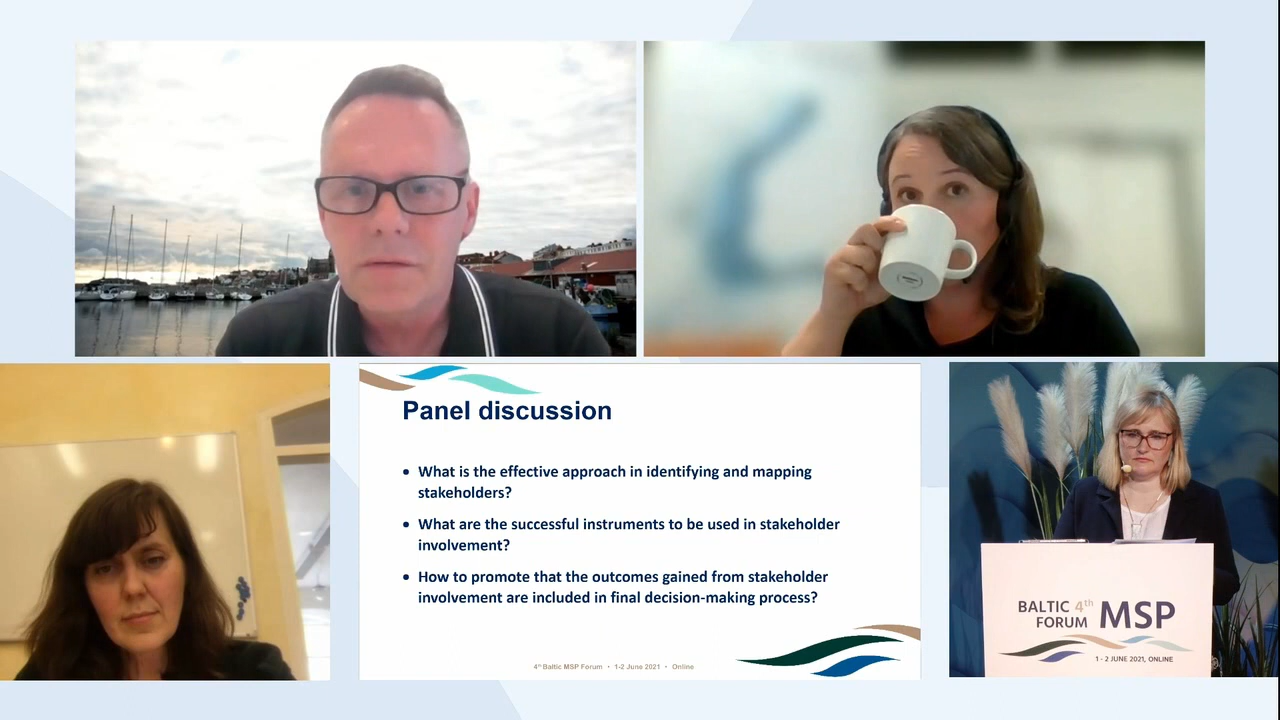 Panel discussion
• What is the effective approach in identifying and mapping
stakeholders?
• What are the successful instruments to be used in stakeholder
involvement?
• How to promote that the outcomes gained from stakeholder
involvement are included in final decision-making process?
4th Baltic MSP Forum • 1-2 June 2021 • Online
BALTIC 4th
FORUM MSP
1 - 2 JUNE 2021, ONLINE